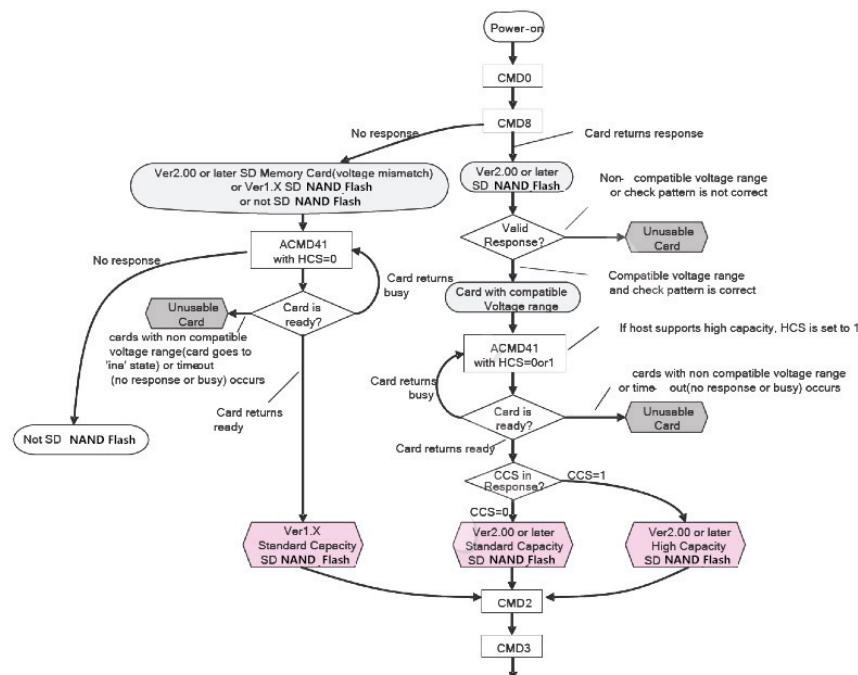 Power-on
CMD0
CMD8
No response
Card returns response
Ver2.00 or later SD Memory Card(voltage mismatch)
or Ver1.X SD NAND Flash
or not SD NAND Flash
Ver2.00 or later
SD NAND Flash
Non- compatible voltage range
or check pattern is not correct
Valid
Response?
Unusable
Card
ACMD41
with HCS=0
No response
Card returns
busy
Compatible voltage range
and check pattern is correct
Card with compatible
Voltage range
Unusable
Card
Card is
ready?
cards with non compatible
voltage range(card goes to
'ina' state) or timeout
(no response or busy) occurs
If host supports high capacity, HCS is set to 1
ACMD41
with HCS=0or1
Card returns
busy
cards with non compatible voltage range
or time- out(no response or busy) occurs
Card returns
ready
Card is
ready?
Unusable
Card
Not SD NAND Flash
Card returns ready
CCS in
Response?
CCS=1
CCS=0
Ver1.X
Standard Capacity
SD NAND Flash
Ver2.00 or later
Standard Capacity
SD NAND Flash
Ver2.00 or later
High Capacity
SD NAND Flash
CMD2
CMD3